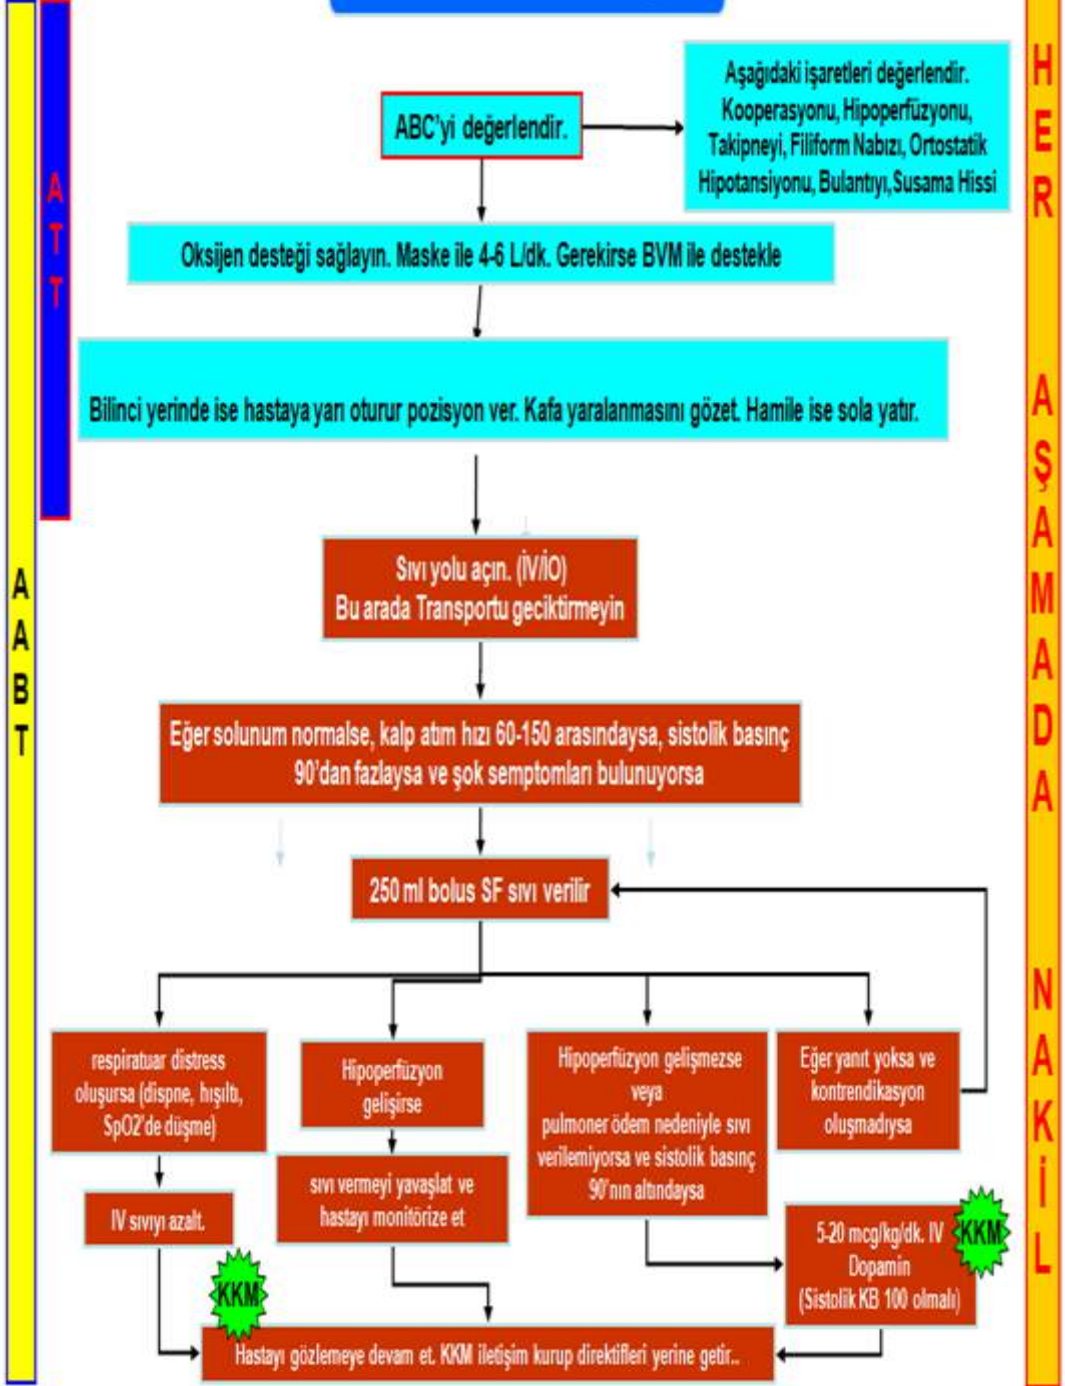 ABC'yi değerlendir.
Aşağıdaki işaretleri değerlendir.
Kooperasyonu, Hipoperfüzyonu,
Takipneyi, Filiform Nabızı, Ortostatik
Hipotansiyonu, Bulantıyı,Susama Hissi
Oksijen desteği sağlayın. Maske ile 4-6 L/dk. Gerekirse BVM ile destekle
Bilinci yerinde ise hastaya yarı oturur pozisyon ver. Kafa yaralanmasını gözet. Hamile ise sola yatır.
Sıvı yolu açın. (İV/İO)
Bu arada Transportu geciktirmeyin
Eğer solunum normalse, kalp atım hızı 60-150 arasındaysa, sistolik basınç
90'dan fazlaysa ve şok semptomları bulunuyorsa
250 ml bolus SF sıvı verilir
respiratuar distress
oluşursa (dispne, hışıltı,
SpO2'de düşme)
IV sıvıyı azalt.
Hipoperfüzyon
gelişirse
sıvı vermeyi yavaşlat ve
hastayı monitörize et
Hipoperfüzyon gelişmezse
veya
pulmoner ödem nedeniyle sıvı
verilemiyorsa ve sistolik basınç
90'nın altındaysa
Eğer yanıt yoksa ve
kontrendikasyon
oluşmadıysa
5-20 mcg/kg/dk. IV
Dopamin
(Sistolik KB 100 olmalı)
KKM
KKM
Hastayı gözlemeye devam et. KKM iletişim kurup direktifleri yerine getir..
ATT
AABT
HER AŞAMADA NAKİL